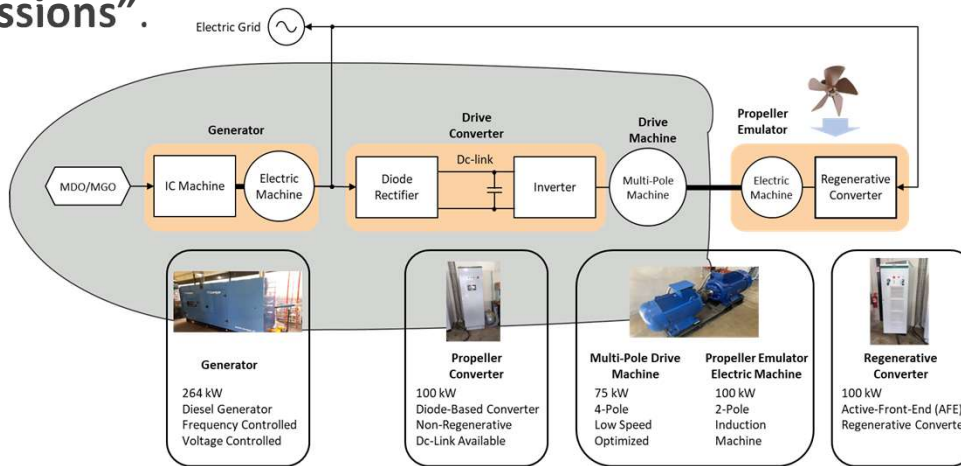 ssions”.
Electric Grid
Generator
Drive
Converter
Drive
Machine
Propeller
Emulator
MDO/MGO
IC Machine
Electric
Machine
Diode
Rectifier
Dc-link
Inverter
Multi-Pole
Machine
Electric
Machine
Regenerative
Converter
Generator
264 kW
Diesel Generator
Frequency Controlled
Voltage Controlled
Propeller
Converter
100 kW
Diode-Based Converter
Non-Regenerative
Dc-Link Available
Multi-Pole Drive
Machine
75 kW
4-Pole
Low Speed
Optimized
Propeller Emulator
Electric Machine
100 kW
2-Pole
Induction
Machine
Regenerative
Converter
100 kW
Active-Front-End (AFE)
Regenerative Converte